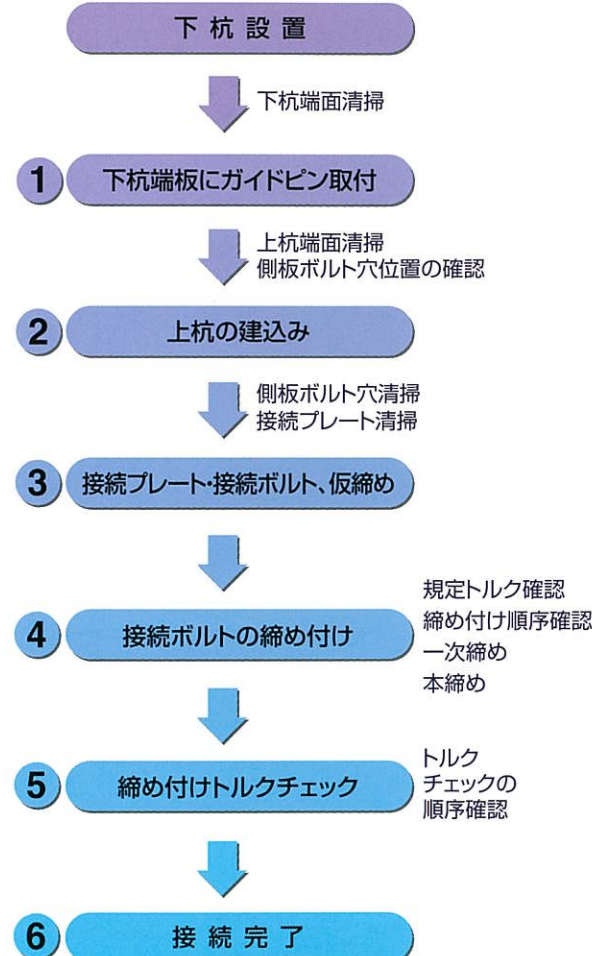 下杭設置
下杭端面清掃
1 下杭端板にガイドピン取付
上杭端面清掃
側板ボルト穴位置の確認
2 上杭の建込み
側板ボルト穴清掃
接続プレート清掃
3 接続プレート・接続ボルト、仮締め
4 接続ボルトの締め付け
規定トルク確認
締め付け順序確認
一次締め
本締め
5 締め付けトルクチェック
トルク
チェックの
順序確認
6 接続完了